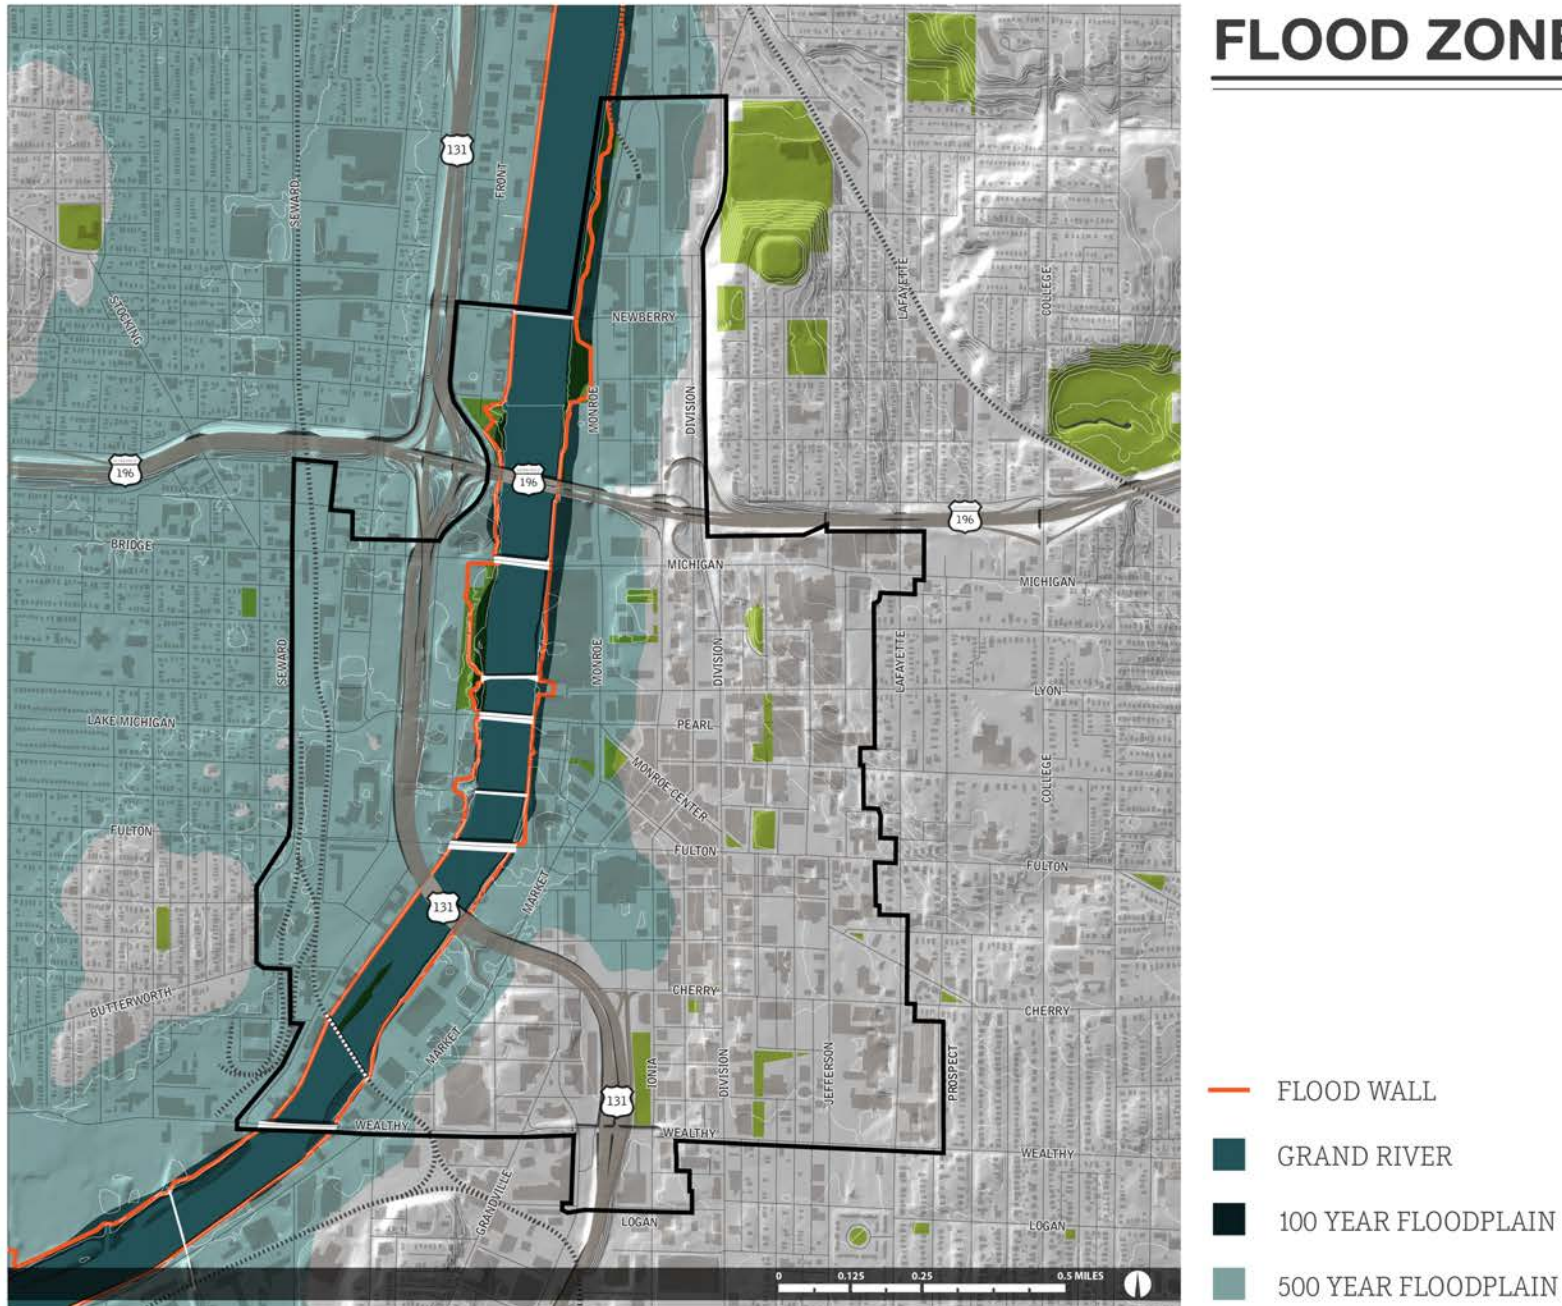 FLOOD ZONE
131
FRONT
SEWARD
LAFAYETTE
COLLEGE
STOCKING
NEWBERRY
MONROE
DIVISION
196
196
196
BRIDGE
MICHIGAN
MICHIGAN
SEWARD
MONROE
DIVISION
LAFAYETTE
LYON
LAKE MICHIGAN
PEARL
MONROE CENTER
COLLEGE
FULTON
FULTON
FULTON
MARKET
131
BUTTERWORTH
CHERRY
CHERRY
MARKET
IONIA
DIVISION
JEFFERSON
PROSPECT
131
WEALTHY
WEALTHY
WEALTHY
GRANDVILLE
LOGAN
LOGAN
0 0.125 0.25 0.5 MILES
FLOOD WALL
GRAND RIVER
100 YEAR FLOODPLAIN
500 YEAR FLOODPLAIN